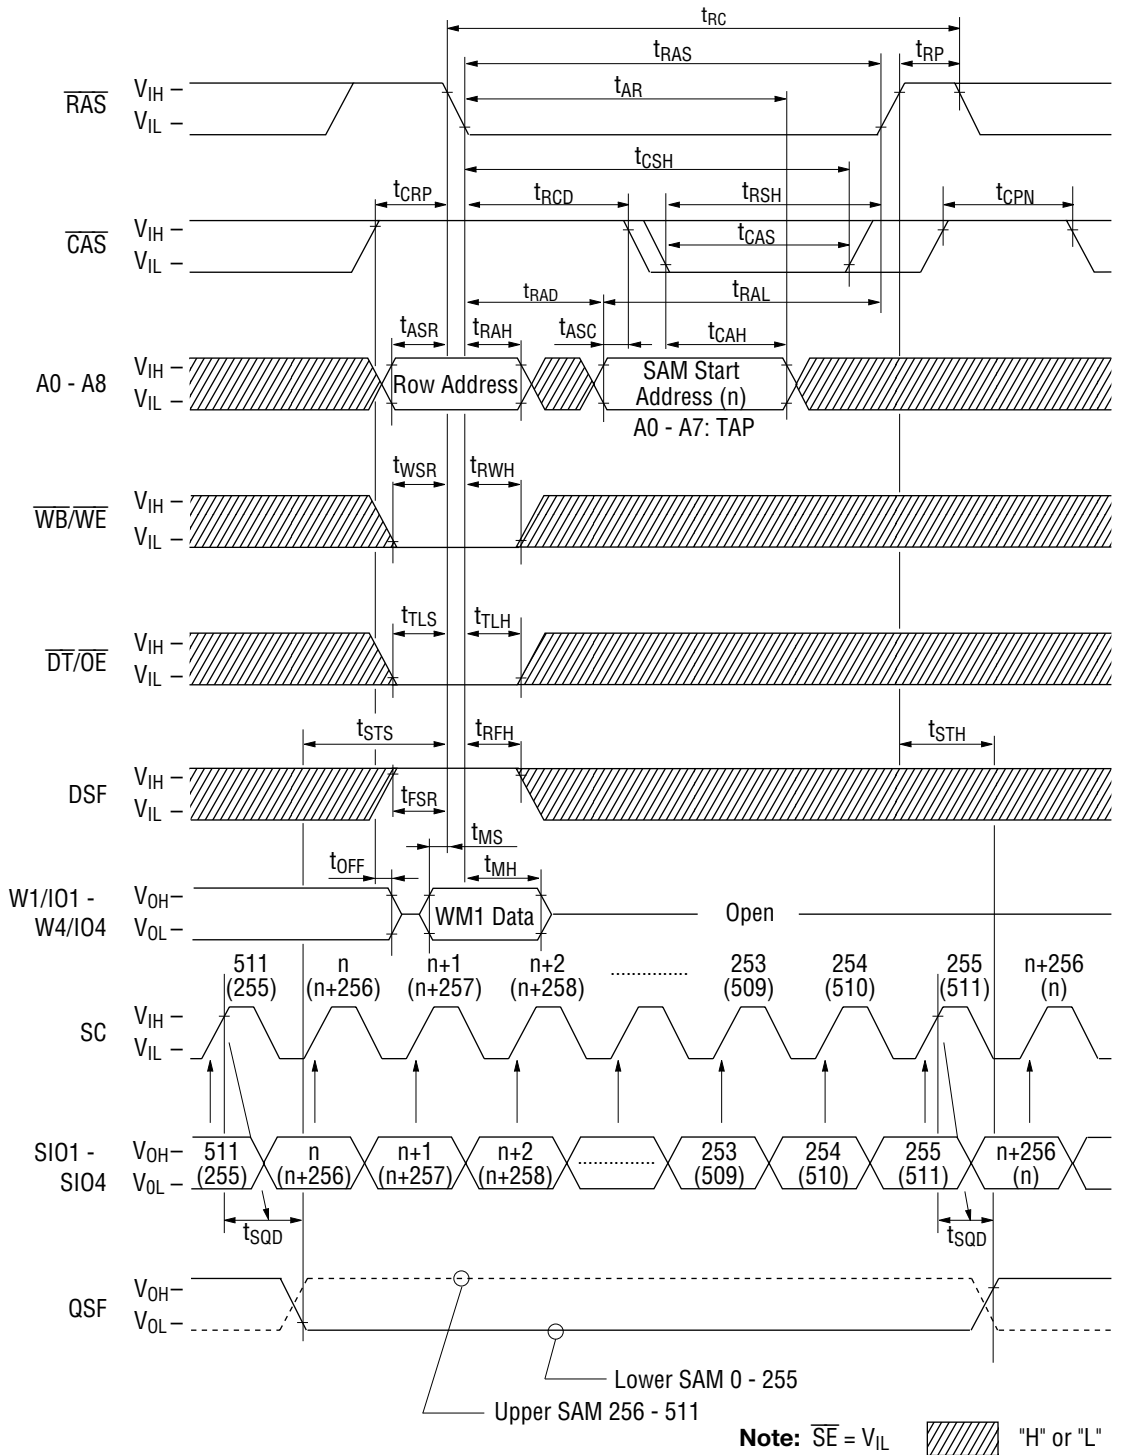 tRC
tRAS
tRP
RAS
VIH
VIL
tAR
tCSH
tCRP
tRCD
tRSH
tCPN
CAS
VIH
VIL
tCAS
tRAD
tRAL
tASR
tRAH
tASC
tCAH
A0 - A8
VIH
VIL
Row Address
SAM Start
Address (n)
A0 - A7: TAP
tWSR
tRWH
WB/WE
VIH
VIL
tTLS
tTLH
DT/OE
VIH
VIL
tSTS
tRFH
tSTH
DSF
VIH
VIL
tFSR
tMS
tOFF
tMH
W1/IO1 -
W4/IO4
VOH
VOL
WM1 Data
Open
511 n n+1 n+2 .............. 253 254 255 n+256
(255) (n+256) (n+257) (n+258) (509) (510) (511) (n)
SC
VIH
VIL
SIO1 -
SIO4
VOH
VOL
511 n n+1 n+2 .............. 253 254 255 n+256
(255) (n+256) (n+257) (n+258) (509) (510) (511) (n)
tSQD
tSQD
QSF
VOH
VOL
Lower SAM 0 - 255
Upper SAM 256 - 511
Note: SE = VIL "H" or "L"